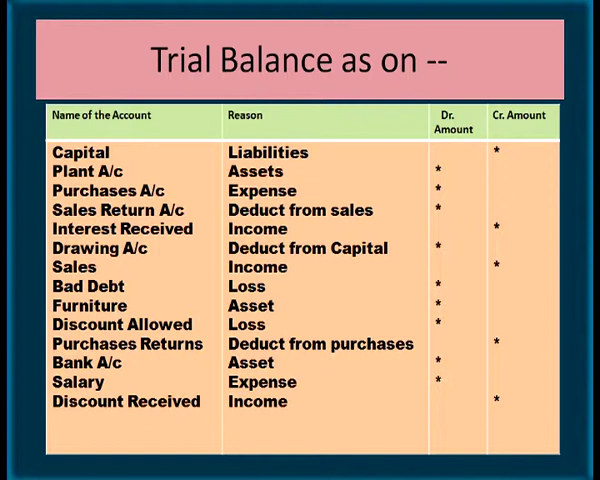 Trial Balance as on --
Name of the Account Reason Dr. Amount Cr. Amount
Capital Liabilities *
Plant A/c Assets *
Purchases A/c Expense *
Sales Return A/c Deduct from sales *
Interest Received Income *
Drawing A/c Deduct from Capital *
Sales Income *
Bad Debt Loss *
Furniture Asset *
Discount Allowed Loss *
Purchases Returns Deduct from purchases *
Bank A/c Asset *
Salary Expense *
Discount Received Income *